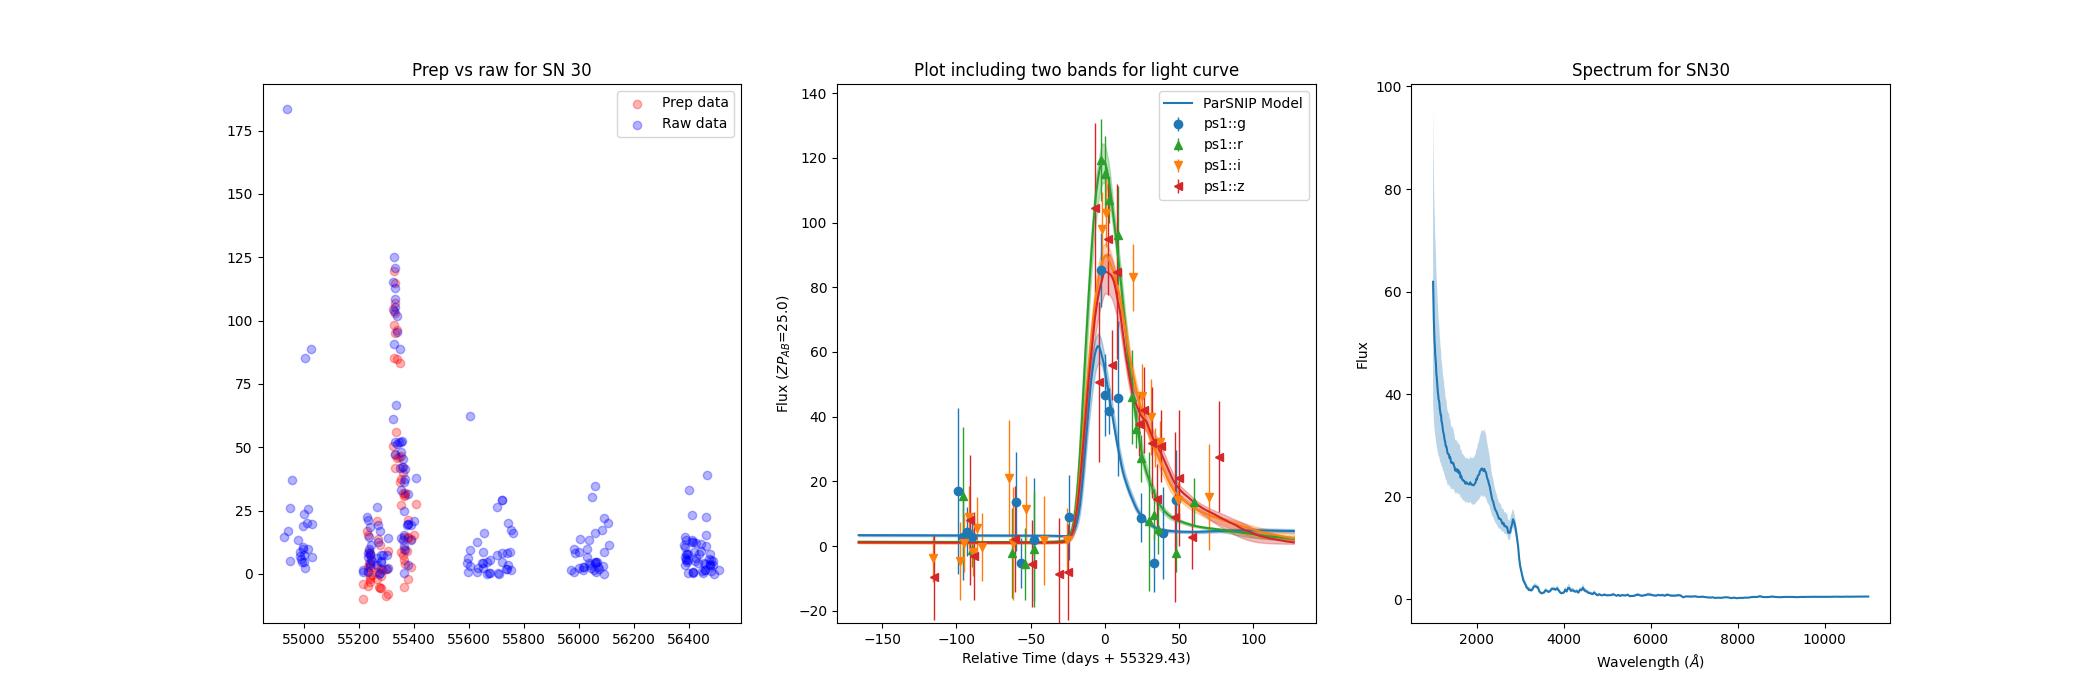 Prep vs raw for SN 30
175
150
125
100
75
50
25
0
55000 55200 55400 55600 55800 56000 56200 56400
Prep data
Raw data
Plot including two bands for light curve
Flux (ZP_AB=25.0)
140
120
100
80
60
40
20
0
−20
−150 −100 −50 0 50 100
Relative Time (days + 55329.43)
ParSNIP Model
ps1::g
ps1::r
ps1::i
ps1::z
Spectrum for SN30
Flux
100
80
60
40
20
0
2000 4000 6000 8000 10000
Wavelength (Å)